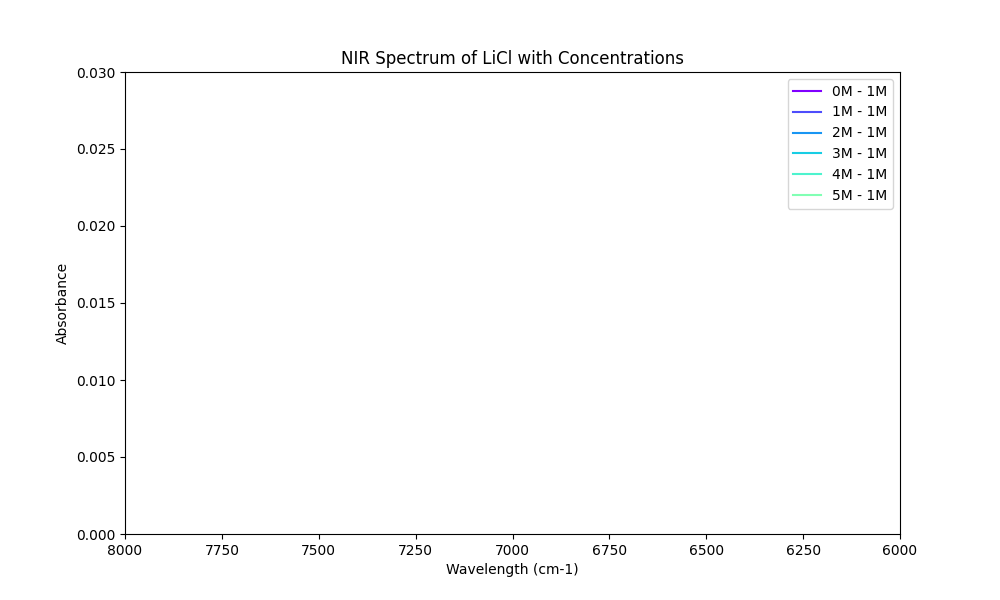 NIR Spectrum of LiCl with Concentrations
0.030
0.025
0.020
0.015
0.010
0.005
0.000
Absorbance
0M - 1M
1M - 1M
2M - 1M
3M - 1M
4M - 1M
5M - 1M
8000 7750 7500 7250 7000 6750 6500 6250 6000
Wavelength (cm-1)